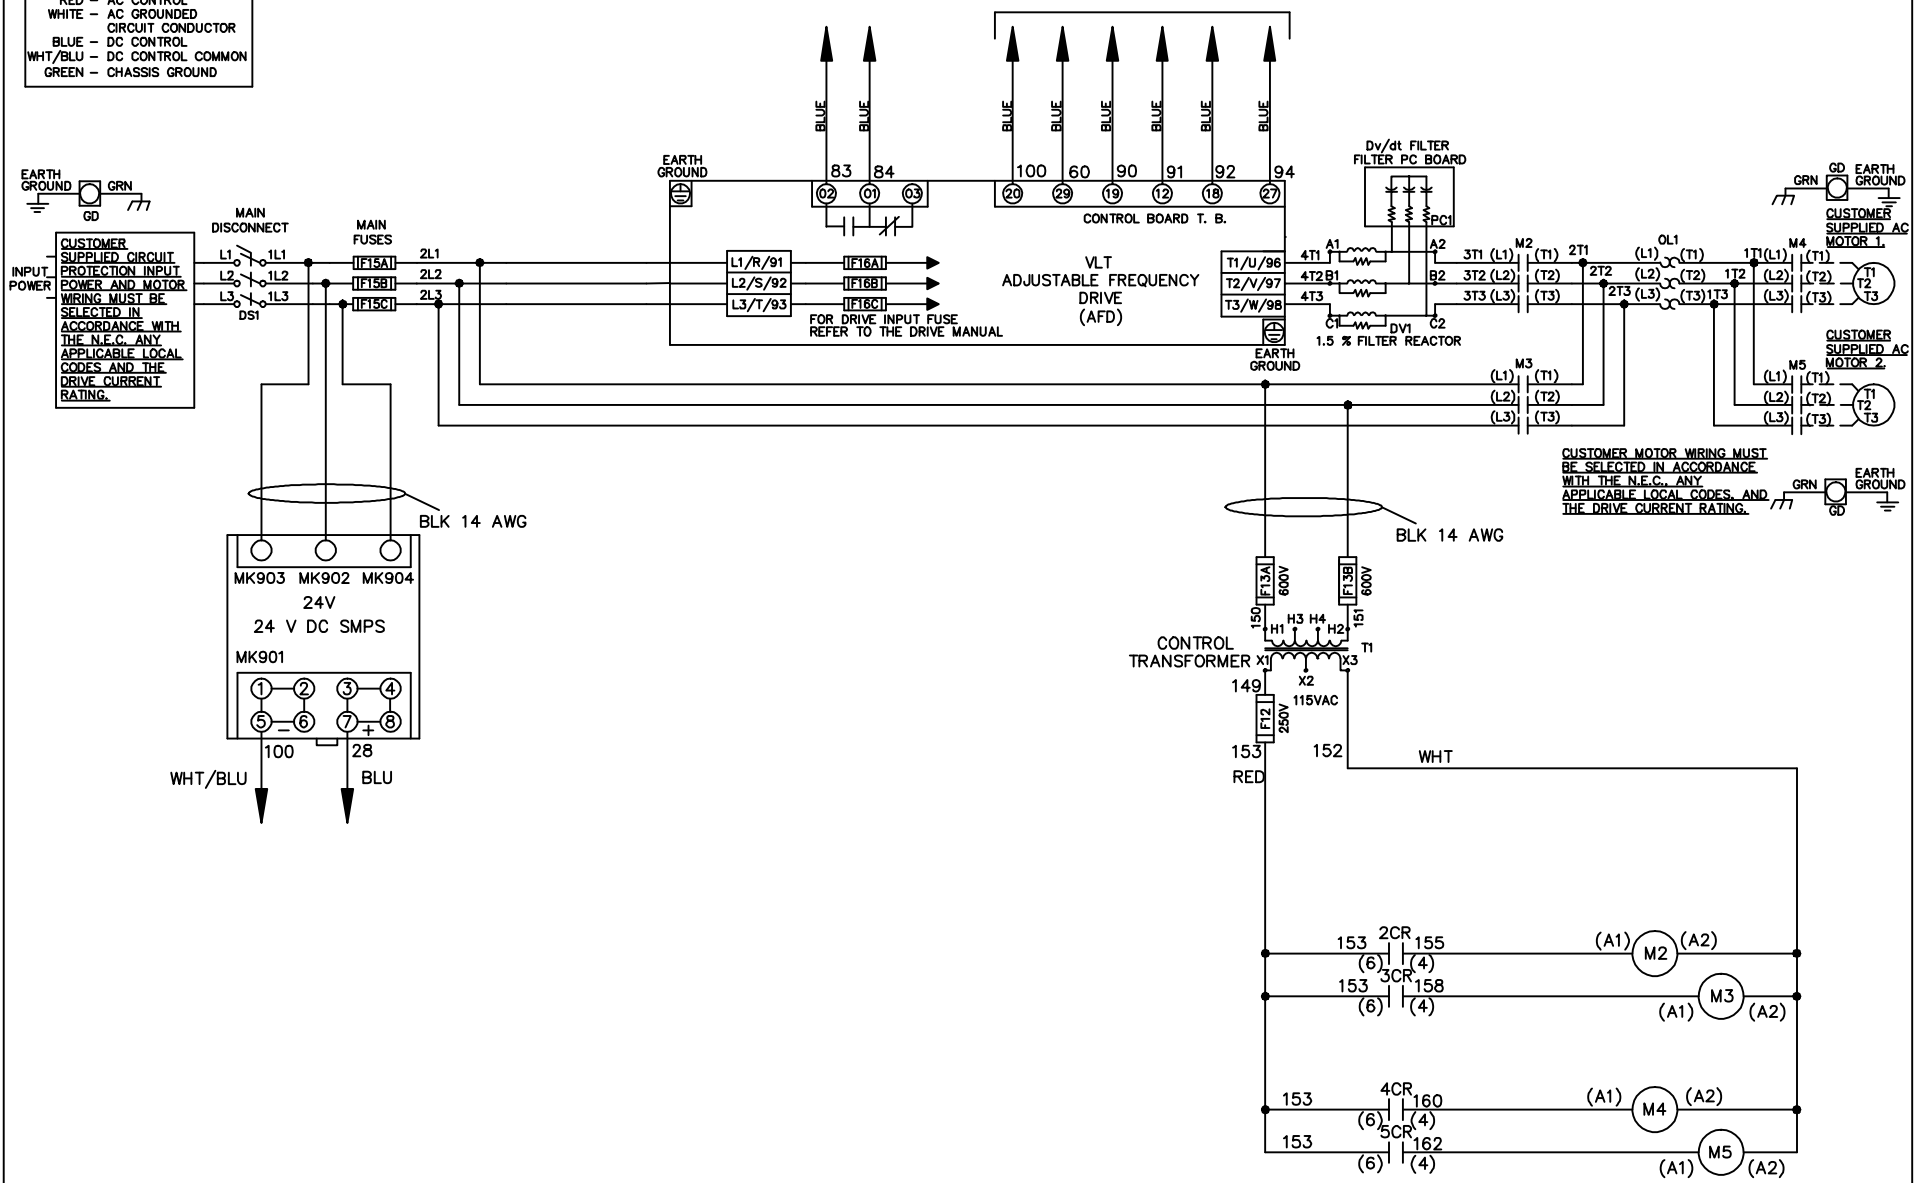 RED – AC CONTROL
WHITE – AC GROUNDED
CIRCUIT CONDUCTOR
BLUE – DC CONTROL
WHT/BLU – DC CONTROL COMMON
GREEN – CHASSIS GROUND
BLUE
BLUE
BLUE
BLUE
BLUE
BLUE
BLUE
BLUE
EARTH
GROUND
GRN
GD
MAIN
DISCONNECT
MAIN
FUSES
EARTH
GROUND
83 84
02 01 03
100 60 90 91 92 94
20 29 19 12 18 27
CONTROL BOARD T. B.
Dv/dt FILTER
FILTER PC BOARD
PC1
GRN
GD
EARTH
GROUND
CUSTOMER
SUPPLIED AC
MOTOR 1.
INPUT
POWER
CUSTOMER
SUPPLIED CIRCUIT
PROTECTION INPUT
POWER AND MOTOR
WIRING MUST BE
SELECTED IN
ACCORDANCE WITH
THE N.E.C. ANY
APPLICABLE LOCAL
CODES AND THE
DRIVE CURRENT
RATING.
L1 1L1 F15A 2L1
L2 1L2 F15B 2L2
L3 1L3 F15C 2L3
DS1
L1/R/91 F16A
L2/S/92 F16B
L3/T/93 F16C
FOR DRIVE INPUT FUSE
REFER TO THE DRIVE MANUAL
VLT
ADJUSTABLE FREQUENCY
DRIVE
(AFD)
T1/U/96 4T1 A1 A2 3T1 (L1) M2 (T1) 2T1 (L1) OL1 (T1) 1T1 (L1) M4 (T1) T1
T2/V/97 4T2 B1 B2 3T2 (L2) (T2) 2T2 (L2) (T2) 1T2 (L2) (T2) T2
T3/W/98 4T3 C1 C2 3T3 (L3) (T3) 2T3 (L3) (T3) 1T3 (L3) (T3) T3
DV1
1.5 % FILTER REACTOR
EARTH
GROUND
CUSTOMER
SUPPLIED AC
MOTOR 2.
M3 M5
(L1) (T1) (L1) (T1) T1
(L2) (T2) (L2) (T2) T2
(L3) (T3) (L3) (T3) T3
CUSTOMER MOTOR WIRING MUST
BE SELECTED IN ACCORDANCE
WITH THE N.E.C., ANY
APPLICABLE LOCAL CODES, AND
THE DRIVE CURRENT RATING.
GRN
GD
EARTH
GROUND
BLK 14 AWG
BLK 14 AWG
MK903 MK902 MK904
24V
24 V DC SMPS
MK901
1 2 3 4
5 6 7 8
– +
100 28
WHT/BLU BLU
F13A 600V F13B 600V
150 151
H1 H3 H4 H2
T1
CONTROL
TRANSFORMER
X1 X3
X2
149
115VAC
F12 250V
153 152
RED
WHT
153 2CR 155 (A1) M2 (A2)
(6) (4)
153 3CR 158 M3
(6) (4) (A1) (A2)
153 4CR 160 (A1) M4 (A2)
(6) (4)
153 5CR 162 M5
(6) (4) (A1) (A2)